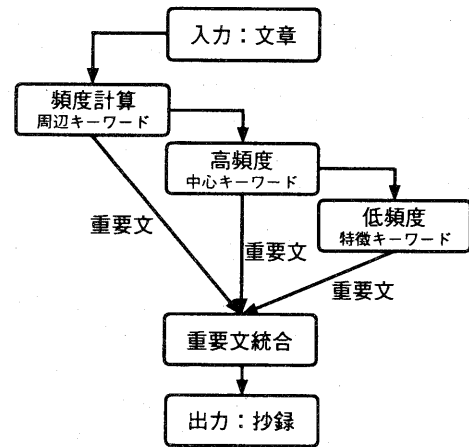 入力：文章
頻度計算
周辺キーワード
高頻度
中心キーワード
低頻度
特徴キーワード
重要文
重要文
重要文
重要文統合
出力：抄録